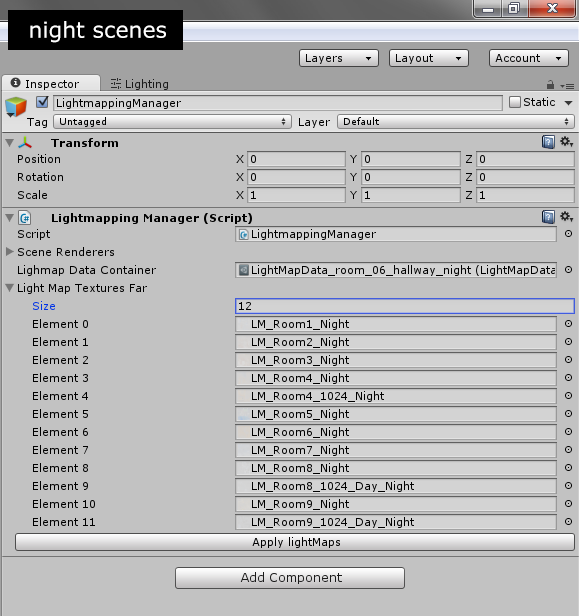 night scenes
Layers Layout Account
Inspector Lighting
LightmappingManager Static
Tag Untagged Layer Default
Transform
Position X 0 Y 0 Z 0
Rotation X 0 Y 0 Z 0
Scale X 1 Y 1 Z 1
Lightmapping Manager (Script)
Script LightmappingManager
Scene Renderers
Lighmap Data Container LightMapData_room_06_hallway_night (LightMapData
Light Map Textures Far
Size 12
Element 0 LM_Room1_Night
Element 1 LM_Room2_Night
Element 2 LM_Room3_Night
Element 3 LM_Room4_Night
Element 4 LM_Room4_1024_Night
Element 5 LM_Room5_Night
Element 6 LM_Room6_Night
Element 7 LM_Room7_Night
Element 8 LM_Room8_Night
Element 9 LM_Room8_1024_Day_Night
Element 10 LM_Room9_Night
Element 11 LM_Room9_1024_Day_Night
Apply lightMaps
Add Component